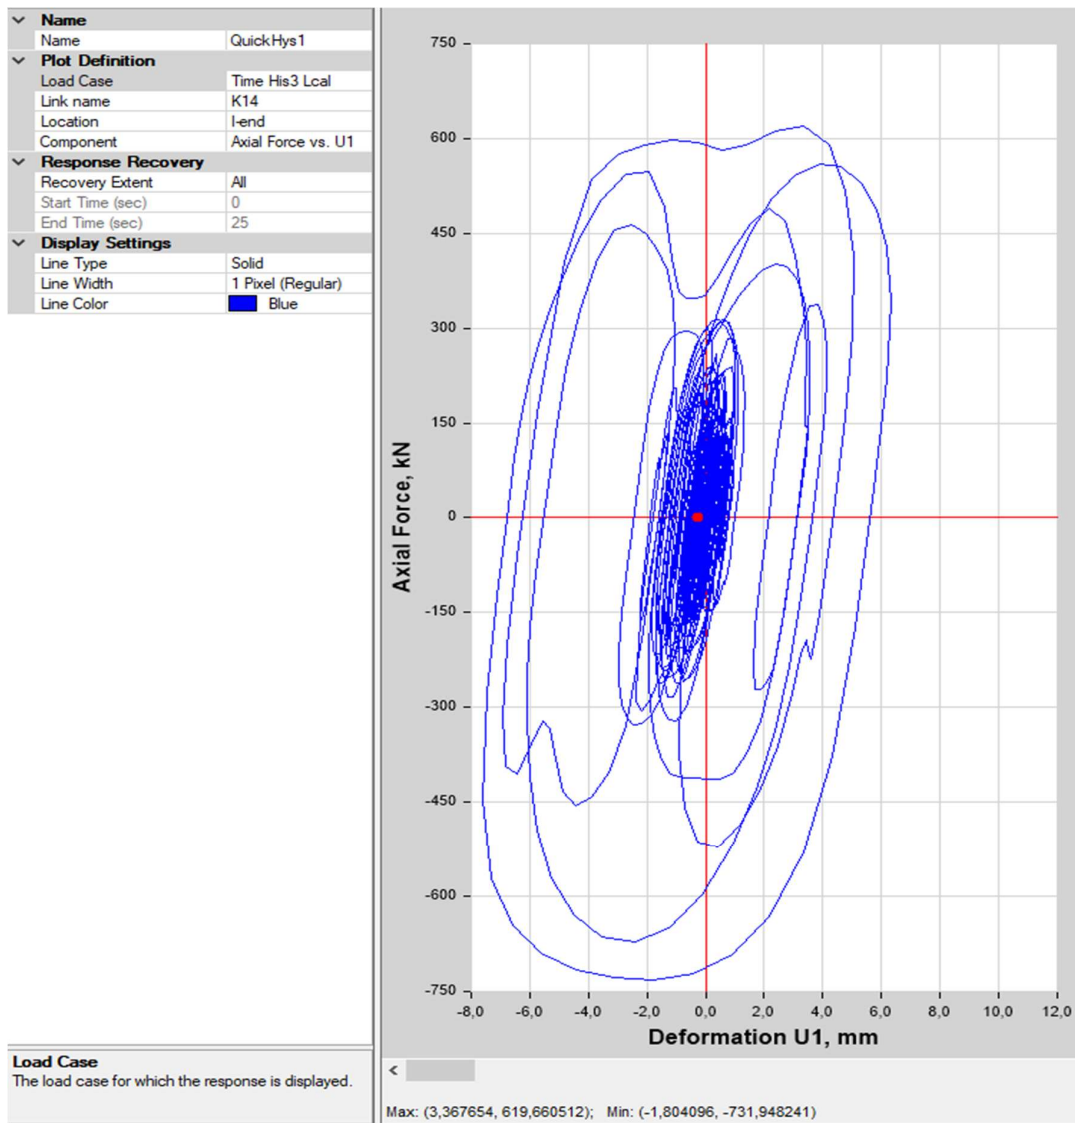 Name
Name QuickHys1
Plot Definition
Load Case Time His3 Lcal
Link name K14
Location I-end
Component Axial Force vs. U1
Response Recovery
Recovery Extent All
Start Time (sec) 0
End Time (sec) 25
Display Settings
Line Type Solid
Line Width 1 Pixel (Regular)
Line Color Blue
Load Case
The load case for which the response is displayed.
750
600
450
300
150
0
-150
-300
-450
-600
-750
Axial Force, kN
-8,0 -6,0 -4,0 -2,0 0,0 2,0 4,0 6,0 8,0 10,0 12,0
Deformation U1, mm
<
Max: (3,367654, 619,660512); Min: (-1,804096, -731,948241)